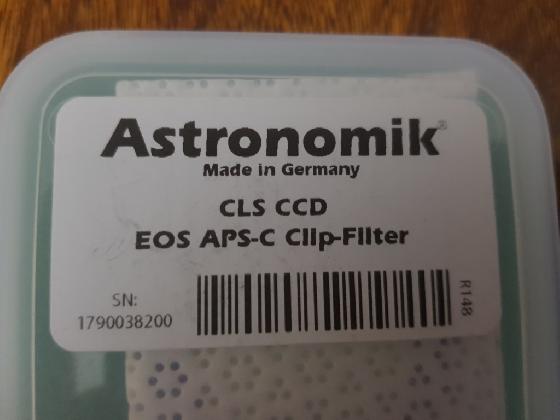 Astronomik®
Made in Germany
CLS CCD
EOS APS-C Clip-Filter
SN:
1790038200
R148